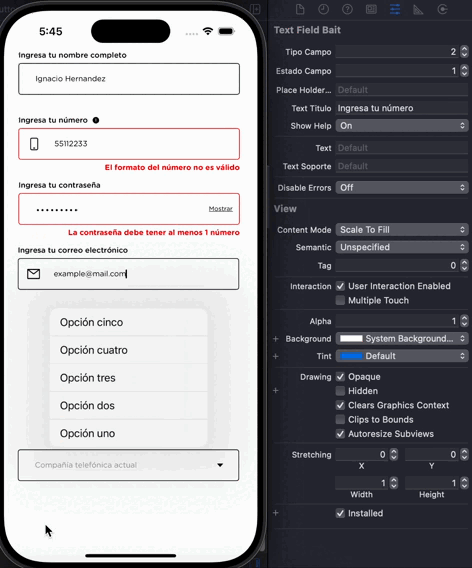 5:45
Ingresa tu nombre completo
Ignacio Hernandez
Ingresa tu número
55112233
El formato del número no es válido
Ingresa tu contraseña
Mostrar
La contraseña debe tener al menos 1 número
Ingresa tu correo electrónico
example@mail.com
Opción cinco
Opción cuatro
Opción tres
Opción dos
Opción uno
Compañia telefónica actual
Text Field Bait
Tipo Campo 2
Estado Campo 1
Place Holder... Default
Text Titulo Ingresa tu número
Show Help On
Text Default
Text Soporte Default
Disable Errors Off
View
Content Mode Scale To Fill
Semantic Unspecified
Tag 0
Interaction User Interaction Enabled
Multiple Touch
Alpha 1
Background System Background...
Tint Default
Drawing Opaque
Hidden
Clears Graphics Context
Clips to Bounds
Autoresize Subviews
Stretching 0 0
X Y
1 1
Width Height
Installed